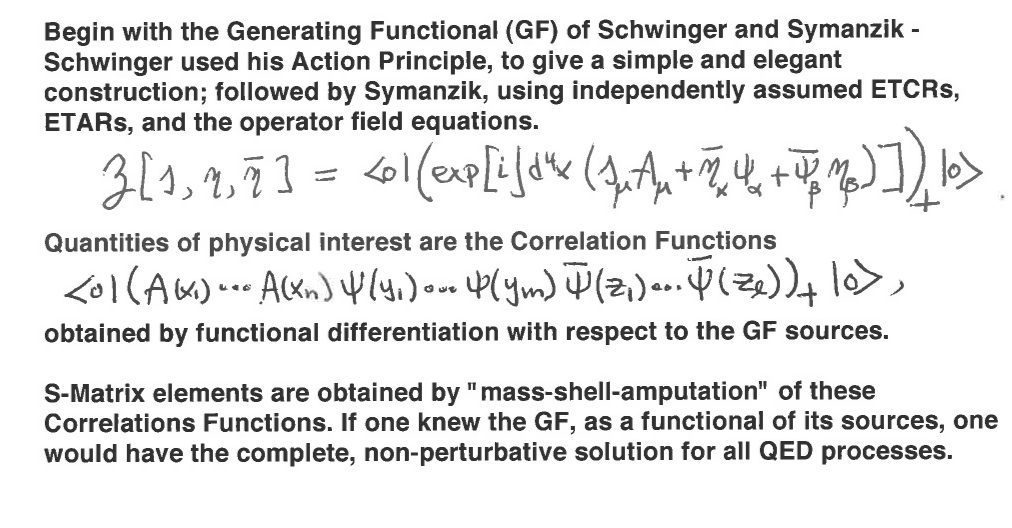 Begin with the Generating Functional (GF) of Schwinger and Symanzik -
Schwinger used his Action Principle, to give a simple and elegant
construction; followed by Symanzik, using independently assumed ETCRs,
ETARs, and the operator field equations.
𝔷[j, η, η̄] = <0|(exp[i∫d⁴x (j_μ A_μ + η̄_α ψ_α + ψ̄_β η_β)])₊|0>.
Quantities of physical interest are the Correlation Functions
<0|(A(x₁) ... A(xₙ) ψ(y₁) ... ψ(yₘ) ψ̄(z₁) ... ψ̄(z_ℓ))₊ |0>,
obtained by functional differentiation with respect to the GF sources.
S-Matrix elements are obtained by "mass-shell-amputation" of these
Correlations Functions. If one knew the GF, as a functional of its sources, one
would have the complete, non-perturbative solution for all QED processes.